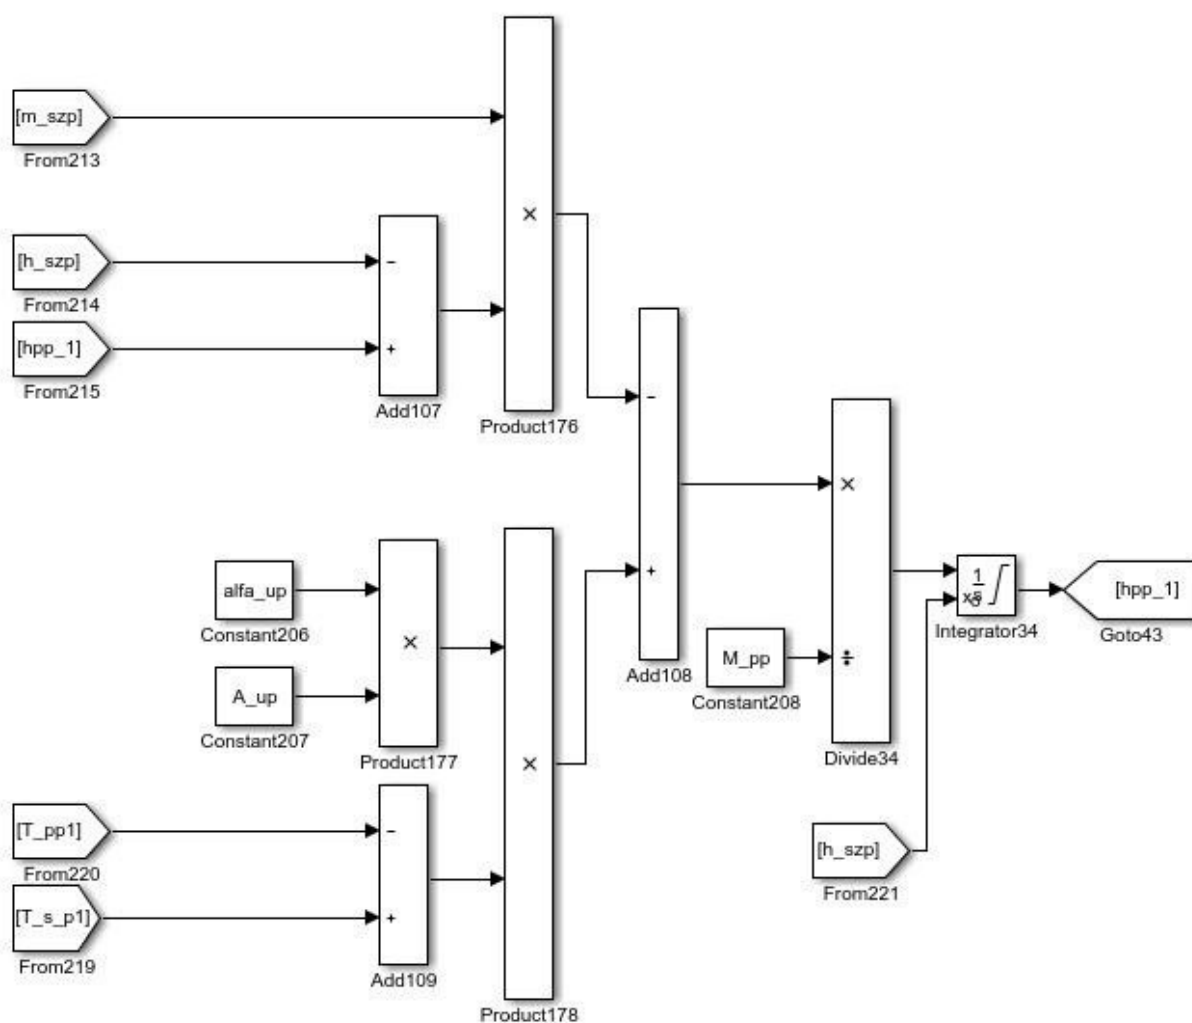 [m_szp]
From213
[h_szp]
From214
[hpp_1]
From215
-
+
Add107
×
Product176
alfa_up
Constant206
A_up
Constant207
×
Product177
[T_pp1]
From220
[T_s_p1]
From219
-
+
Add109
×
Product178
-
+
Add108
M_pp
Constant208
×
÷
Divide34
[h_szp]
From221
1
s
Integrator34
[hpp_1]
Goto43